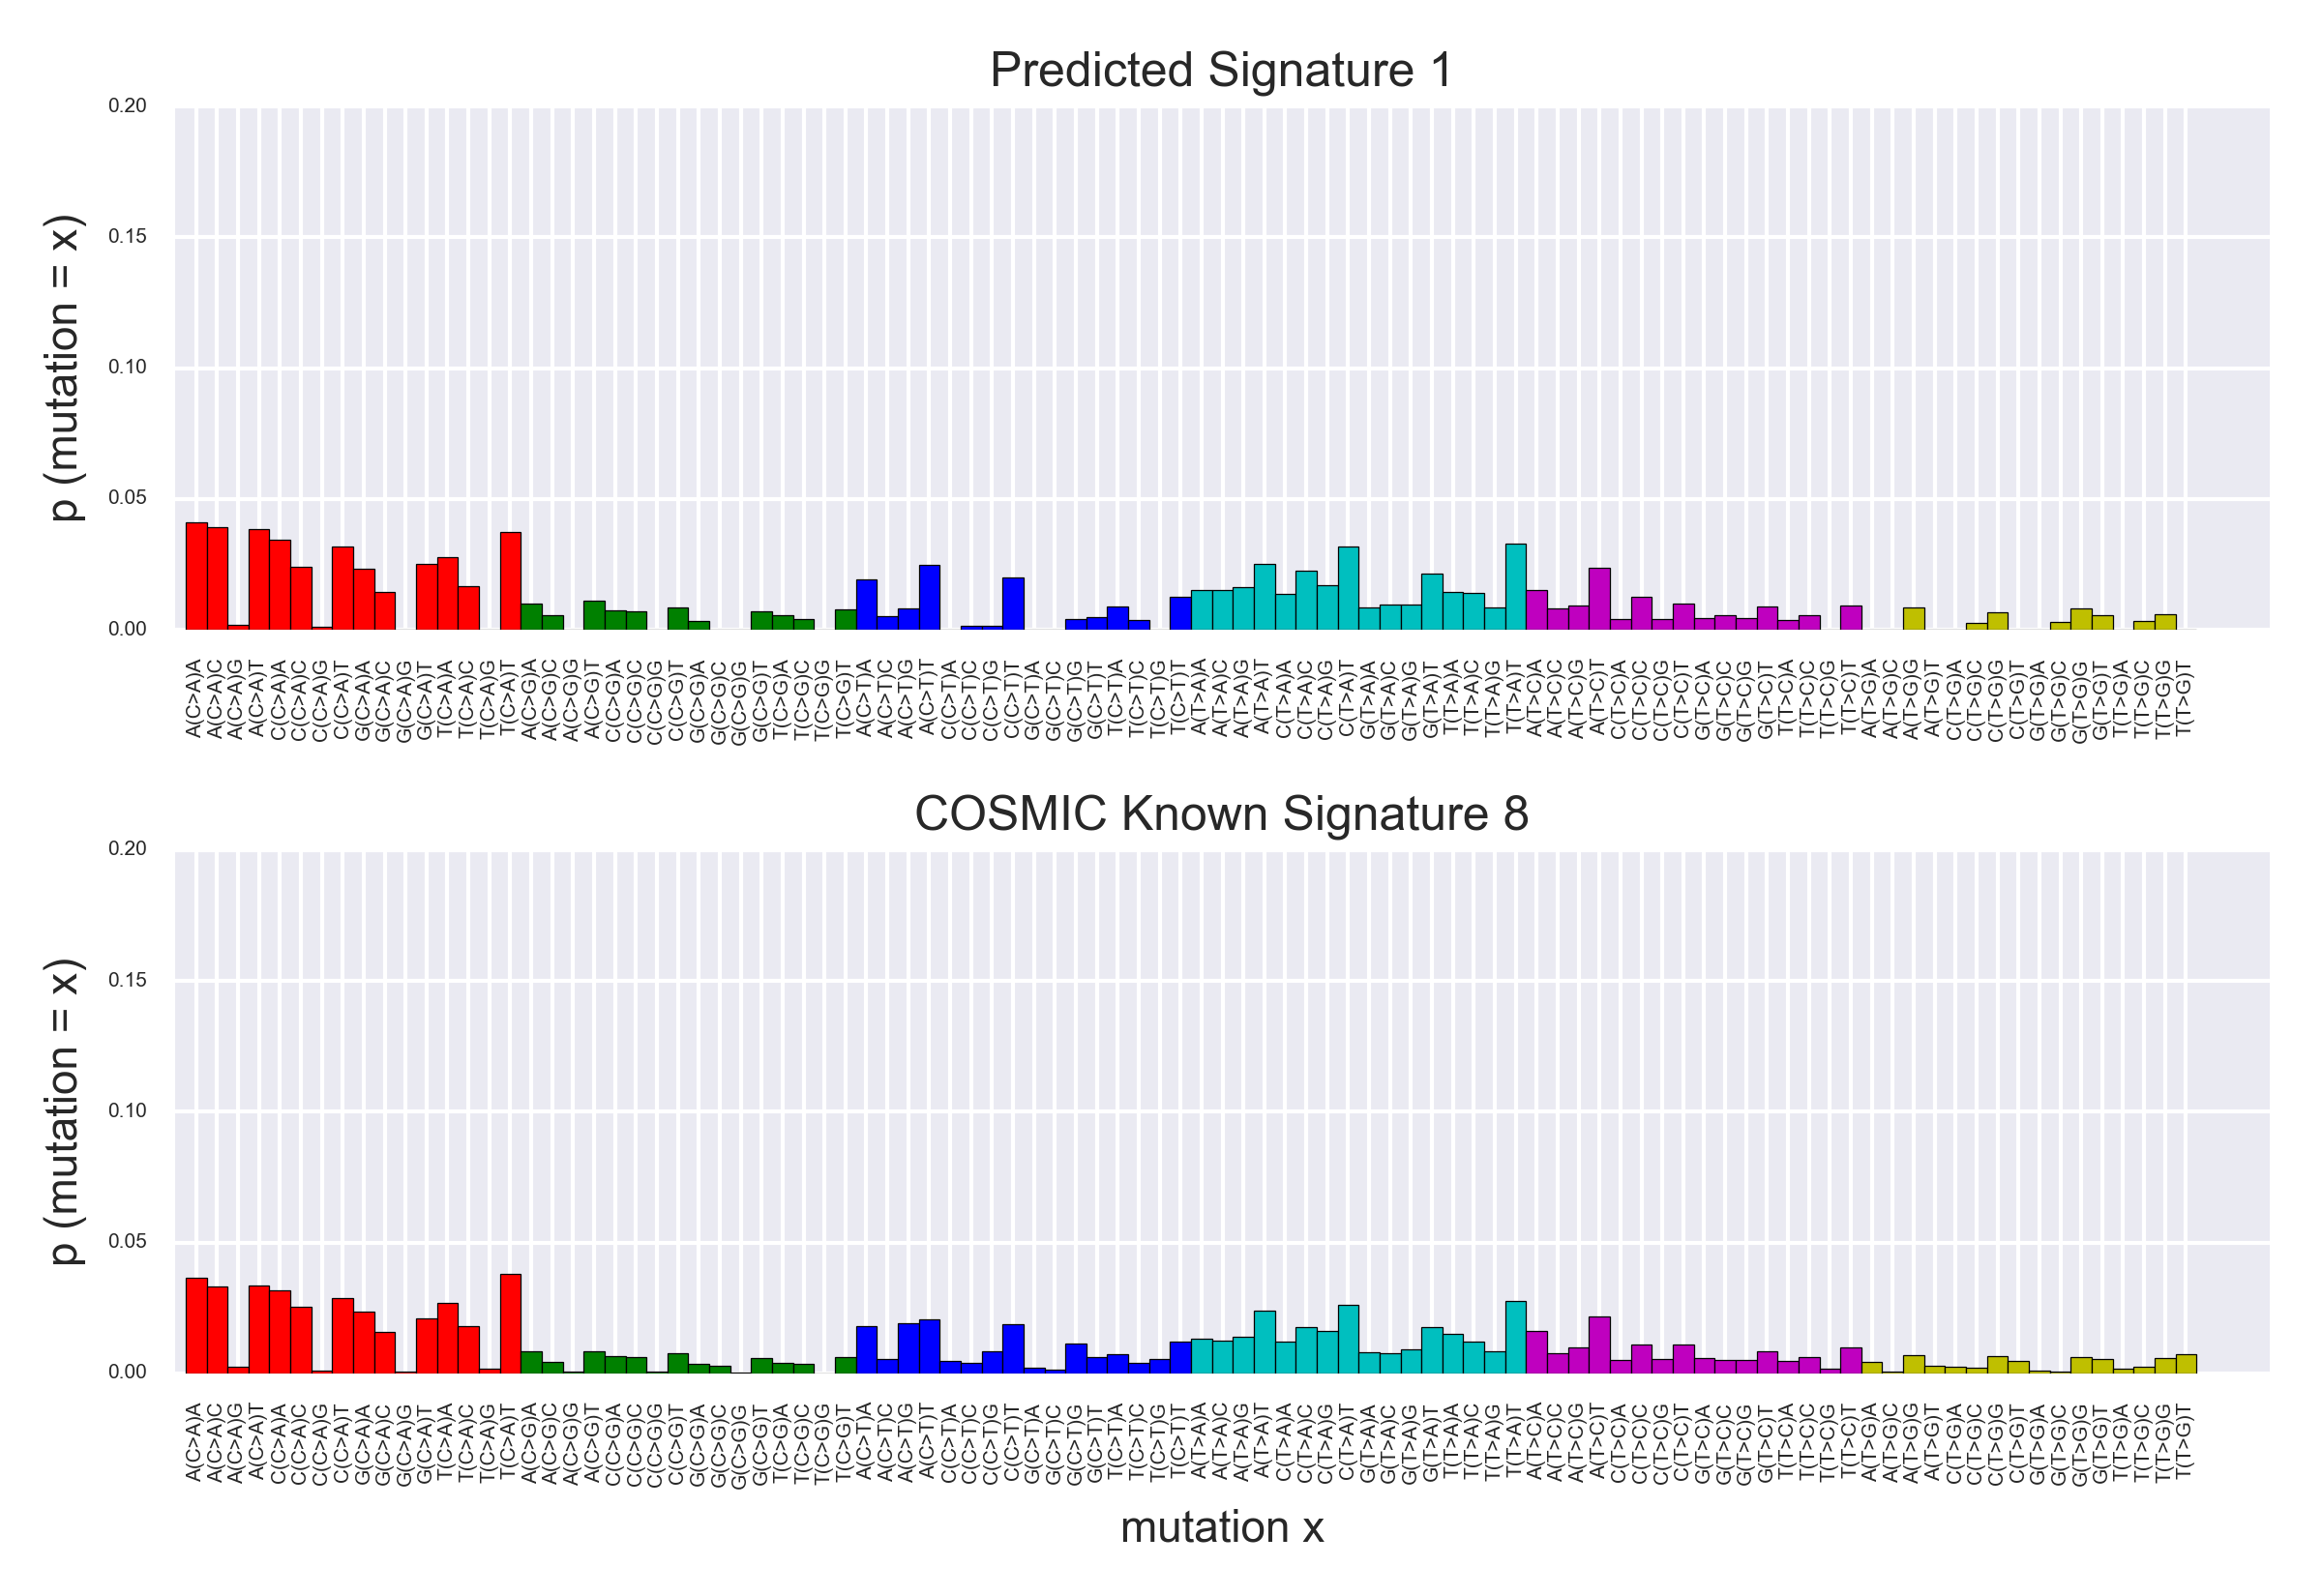 Predicted Signature 1
p (mutation = x)
0.20
0.15
0.10
0.05
0.00
A(C>A)A A(C>A)C A(C>A)G A(C>A)T C(C>A)A C(C>A)C C(C>A)G C(C>A)T G(C>A)A G(C>A)C G(C>A)G G(C>A)T T(C>A)A T(C>A)C T(C>A)G T(C>A)T A(C>G)A A(C>G)C A(C>G)G A(C>G)T C(C>G)A C(C>G)C C(C>G)G C(C>G)T G(C>G)A G(C>G)C G(C>G)G G(C>G)T T(C>G)A T(C>G)C T(C>G)G T(C>G)T A(C>T)A A(C>T)C A(C>T)G A(C>T)T C(C>T)A C(C>T)C C(C>T)G C(C>T)T G(C>T)A G(C>T)C G(C>T)G G(C>T)T T(C>T)A T(C>T)C T(C>T)G T(C>T)T A(T>A)A A(T>A)C A(T>A)G A(T>A)T C(T>A)A C(T>A)C C(T>A)G C(T>A)T G(T>A)A G(T>A)C G(T>A)G G(T>A)T T(T>A)A T(T>A)C T(T>A)G T(T>A)T A(T>C)A A(T>C)C A(T>C)G A(T>C)T C(T>C)A C(T>C)C C(T>C)G C(T>C)T G(T>C)A G(T>C)C G(T>C)G G(T>C)T T(T>C)A T(T>C)C T(T>C)G T(T>C)T A(T>G)A A(T>G)C A(T>G)G A(T>G)T C(T>G)A C(T>G)C C(T>G)G C(T>G)T G(T>G)A G(T>G)C G(T>G)G G(T>G)T T(T>G)A T(T>G)C T(T>G)G T(T>G)T
COSMIC Known Signature 8
p (mutation = x)
0.20
0.15
0.10
0.05
0.00
A(C>A)A A(C>A)C A(C>A)G A(C>A)T C(C>A)A C(C>A)C C(C>A)G C(C>A)T G(C>A)A G(C>A)C G(C>A)G G(C>A)T T(C>A)A T(C>A)C T(C>A)G T(C>A)T A(C>G)A A(C>G)C A(C>G)G A(C>G)T C(C>G)A C(C>G)C C(C>G)G C(C>G)T G(C>G)A G(C>G)C G(C>G)G G(C>G)T T(C>G)A T(C>G)C T(C>G)G T(C>G)T A(C>T)A A(C>T)C A(C>T)G A(C>T)T C(C>T)A C(C>T)C C(C>T)G C(C>T)T G(C>T)A G(C>T)C G(C>T)G G(C>T)T T(C>T)A T(C>T)C T(C>T)G T(C>T)T A(T>A)A A(T>A)C A(T>A)G A(T>A)T C(T>A)A C(T>A)C C(T>A)G C(T>A)T G(T>A)A G(T>A)C G(T>A)G G(T>A)T T(T>A)A T(T>A)C T(T>A)G T(T>A)T A(T>C)A A(T>C)C A(T>C)G A(T>C)T C(T>C)A C(T>C)C C(T>C)G C(T>C)T G(T>C)A G(T>C)C G(T>C)G G(T>C)T T(T>C)A T(T>C)C T(T>C)G T(T>C)T A(T>G)A A(T>G)C A(T>G)G A(T>G)T C(T>G)A C(T>G)C C(T>G)G C(T>G)T G(T>G)A G(T>G)C G(T>G)G G(T>G)T T(T>G)A T(T>G)C T(T>G)G T(T>G)T
mutation x